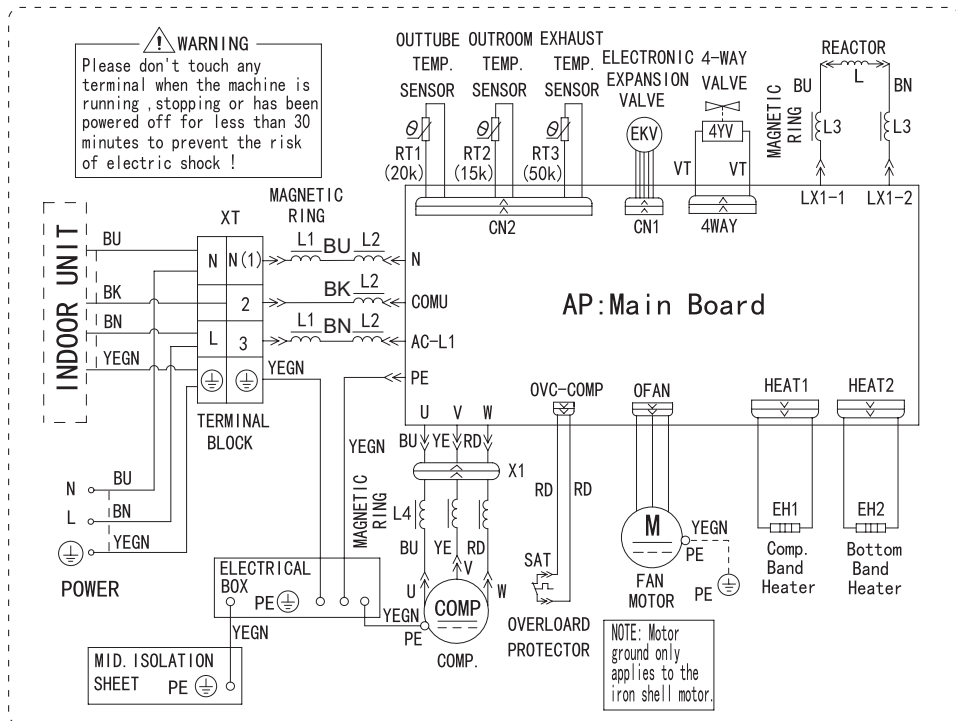 WARNING
Please don't touch any
terminal when the machine is
running ,stopping or has been
powered off for less than 30
minutes to prevent the risk
of electric shock !
OUTTUBE OUTROOM EXHAUST
TEMP. TEMP. TEMP.
SENSOR SENSOR SENSOR
RT1 RT2 RT3
(20k) (15k) (50k)
CN2
ELECTRONIC
EXPANSION
VALVE
EKV
CN1
4-WAY
VALVE
4YV
VT VT
4WAY
REACTOR
L
BU BN
MAGNETIC
RING
L3 L3
LX1-1 LX1-2
INDOOR UNIT
BU
BK
BN
YEGN
XT
N N(1)
2
L 3
TERMINAL
BLOCK
MAGNETIC
RING
L1 BU L2
BK L2
L1 BN L2
YEGN
N
COMU
AC-L1
PE
AP:Main Board
U V W
BU YE RD
X1
YEGN
MAGNETIC
RING
L4
BU YE RD
U V W
COMP
COMP.
YEGN
PE
OVC-COMP
RD RD
SAT
OVERLOARD
PROTECTOR
OFAN
M
FAN
MOTOR
YEGN
PE
PE
NOTE: Motor
ground only
applies to the
iron shell motor.
HEAT1 HEAT2
EH1 EH2
Comp.
Band
Heater
Bottom
Band
Heater
N BU
L BN
YEGN
POWER
ELECTRICAL
BOX
PE
YEGN
MID. ISOLATION
SHEET PE